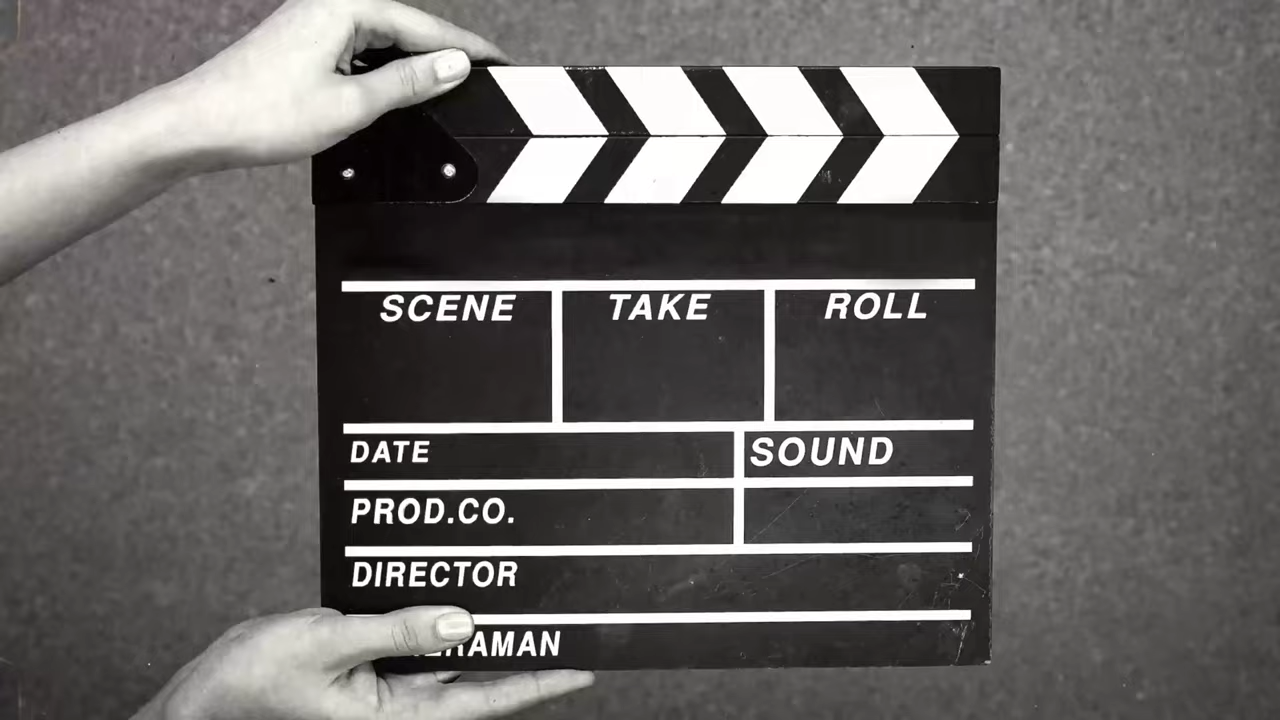 SCENE TAKE ROLL
DATE SOUND
PROD.CO.
DIRECTOR